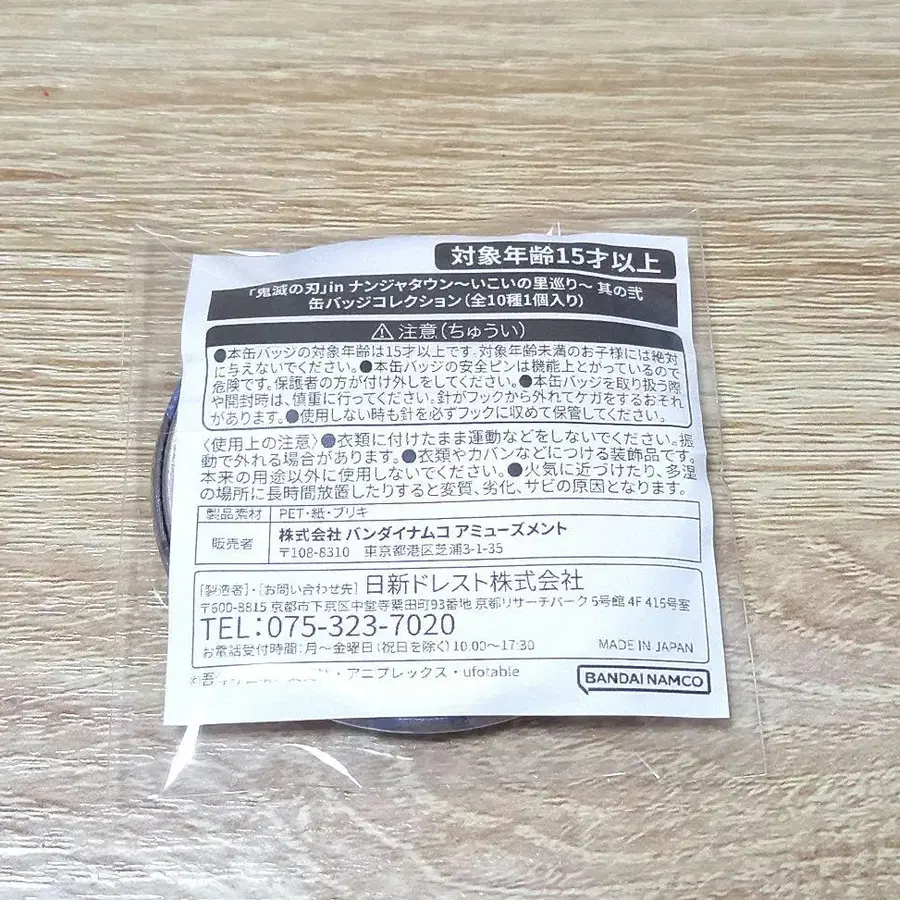 対象年齢15才以上
「鬼滅の刃」in ナンジャタウン～いこいの里巡り～ 其の弐
缶バッジコレクション(全10種1個入り)
⚠注意(ちゅうい)
●本缶バッジの対象年齢は15才以上です。対象年齢未満のお子様には絶対
に与えないでください。●本缶バッジの安全ピンは機能上とがっているので
危険です。保護者の方が付け外しをしてください。●本缶バッジを取り扱う際
や開封時は、慎重に行ってください。針がフックから外れてケガをするおそれ
があります。●使用しない時も針を必ずフックに収めて保管してください。
〈使用上の注意〉●衣類に付けたまま運動などをしないでください。振
動で外れる場合があります。●衣類やカバンなどにつける装飾品です。
本来の用途以外に使用しないでください。●火気に近づけたり、多湿
の場所に長時間放置したりすると変質、劣化、サビの原因となります。
製品素材 PET・紙・ブリキ
販売者 株式会社 バンダイナムコ アミューズメント
〒108-8310 東京都港区芝浦3-1-35
[製造者]・[お問い合わせ先] 日新ドレスト株式会社
〒600-8815 京都市下京区中堂寺粟田町93番地 京都リサーチパーク 6号館 4F 416号室
TEL:075-323-7020
お電話受付時間:月～金曜日(祝日を除く)10:00～17:30 MADE IN JAPAN
©吾 ・アニプレックス・ufotable
BANDAI NAMCO